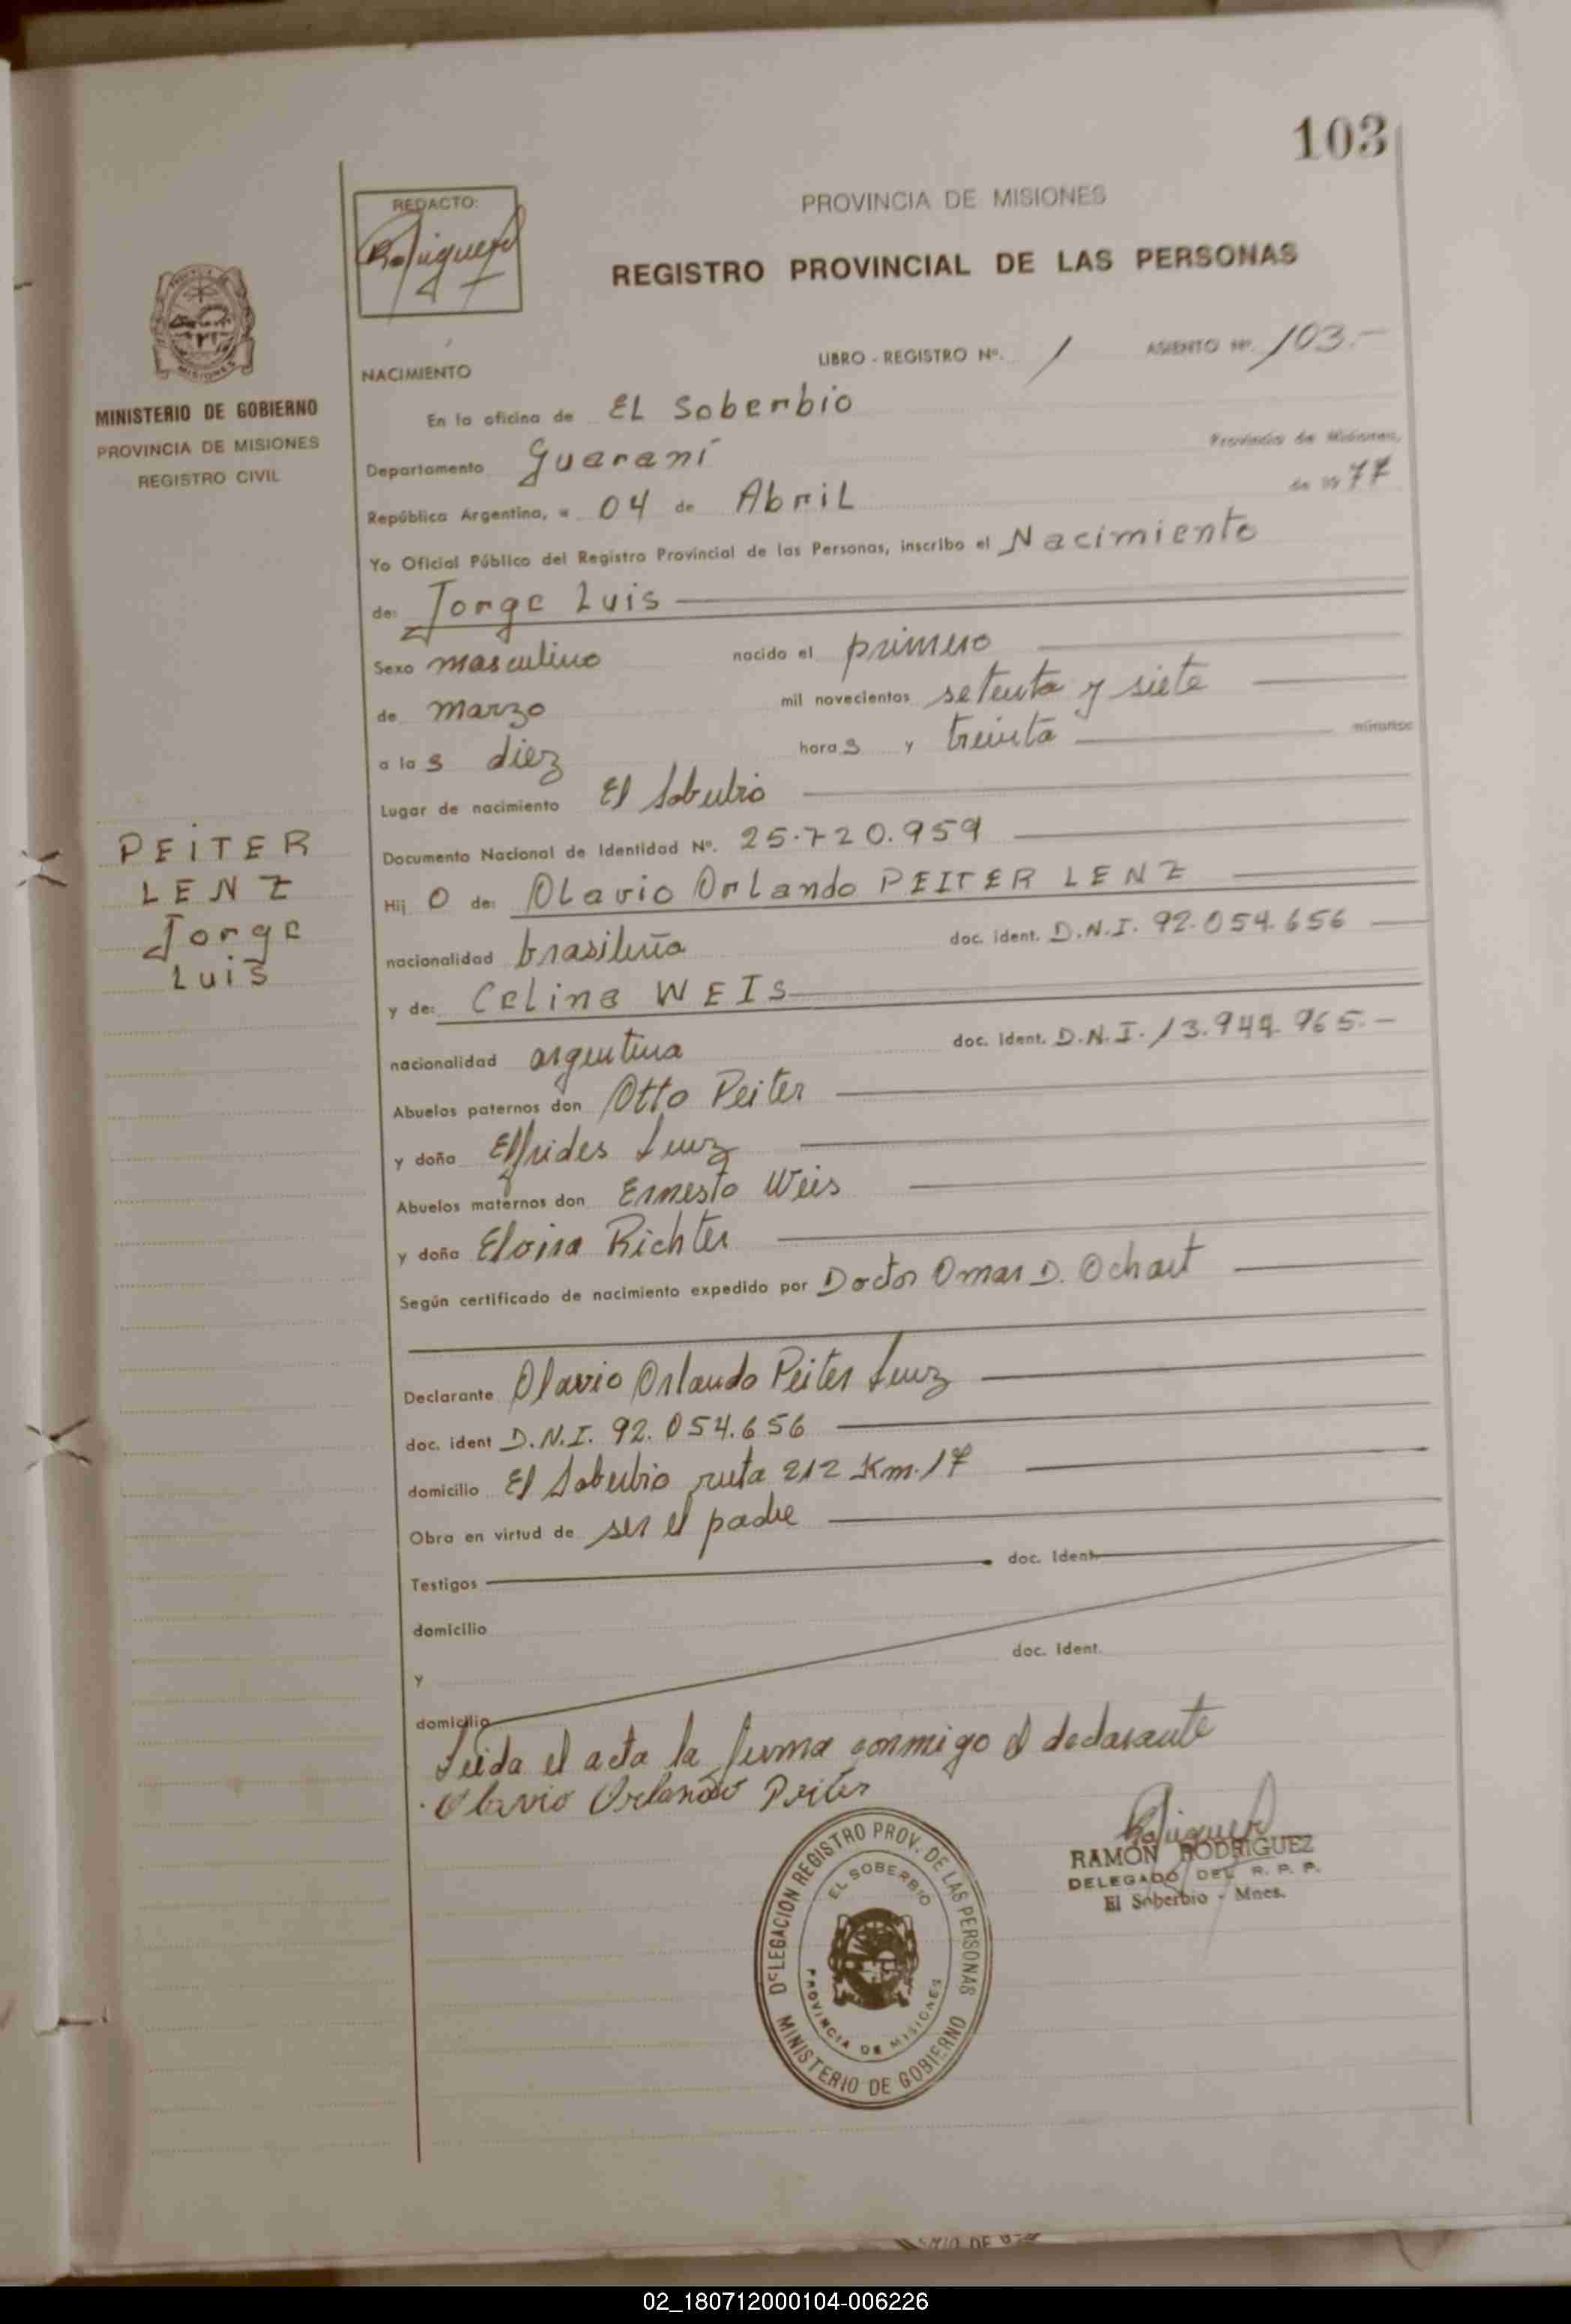 103
PROVINCIA DE MISIONES
REDACTO:
REGISTRO PROVINCIAL DE LAS PERSONAS
MISIONES
MINISTERIO DE GOBIERNO
PROVINCIA DE MISIONES
REGISTRO CIVIL
LIBRO - REGISTRO Nº. 1 ASIENTO Nº. 103.-
NACIMIENTO
En la oficina de EL Soberbio
Departamento Guaraní Provincia de Misiones,
República Argentina, a 04 de Abril de 1977
Yo Oficial Público del Registro Provincial de las Personas, inscribo el Nacimiento
de: Jorge Luis
Sexo masculino nacido el primero
de marzo mil novecientos setenta y siete
a las diez horas y treinta minutos
Lugar de nacimiento El Soberbio
Documento Nacional de Identidad Nº. 25.720.959
PEITER
LENZ
Jorge
Luis
Hijo de: Olavio Orlando PEITER LENZ
nacionalidad brasileña doc. ident. D.N.I. 92.054.656
y de: Celina WEIS
nacionalidad argentina doc. ident. D.N.I. 13.944.965.-
Abuelos paternos don Otto Peiter
y doña Elfrides Lenz
Abuelos maternos don Ernesto Weis
y doña Eloisa Richter
Según certificado de nacimiento expedido por Doctor Omar D. Ochart
Declarante Olavio Orlando Peiter Lenz
doc. ident D.N.I. 92.054.656
domicilio El Soberbio ruta 212 Km. 17
Obra en virtud de ser el padre
Testigos doc. Ident.
domicilio
y doc. Ident.
domicilio
Leida el acta la firma conmigo el declarante
Olavio Orlando Peiter
RAMÓN RODRIGUEZ
DELEGADO DEL R. P. P.
El Soberbio - Mnes.
DELEGACION REGISTRO PROV. DE LAS PERSONAS
EL SOBERBIO
PROVINCIA DE MISIONES
MINISTERIO DE GOBIERNO
02_180712000104-006226